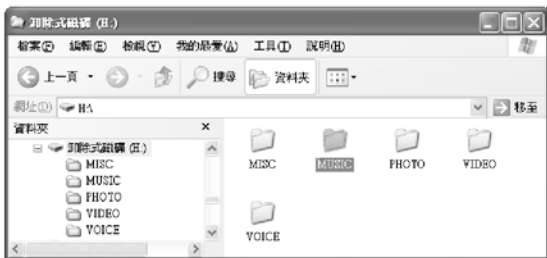 卸除式磁碟 (H:)
檔案(F) 編輯(E) 檢視(V) 我的最愛(A) 工具(T) 說明(H)
上一頁 搜尋 資料夾
網址(D) H:\ 移至
資料夾 ×
卸除式磁碟 (H:)
MISC
MUSIC
PHOTO
VIDEO
VOICE
MISC MUSIC PHOTO VIDEO
VOICE